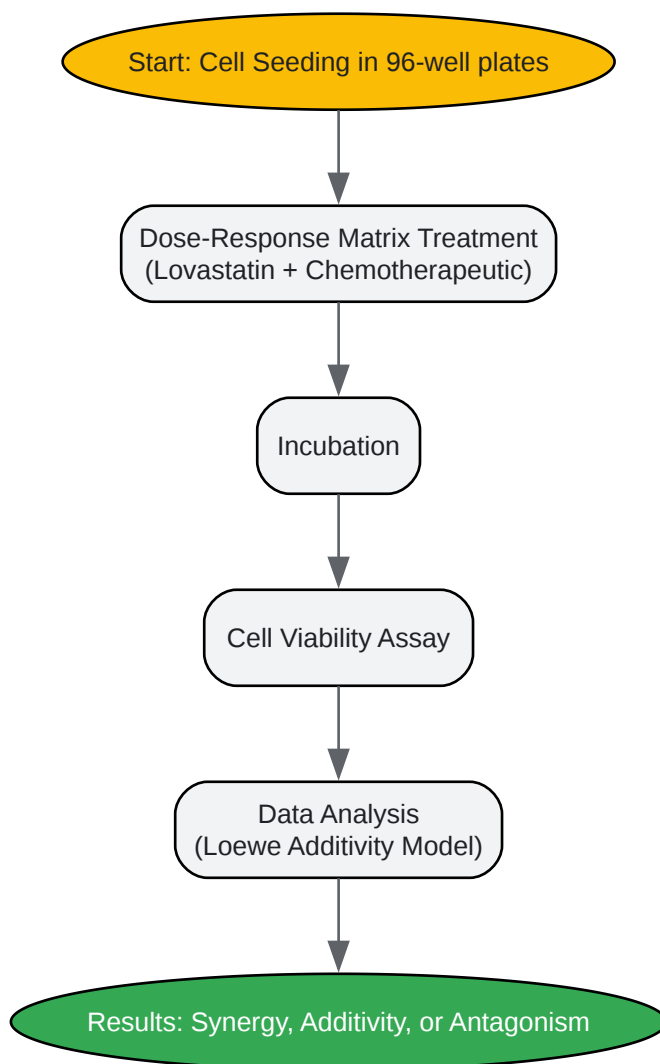 Start: Cell Seeding in 96-well plates
Dose-Response Matrix Treatment
(Lovastatin + Chemotherapeutic)
Incubation
Cell Viability Assay
Data Analysis
(Loewe Additivity Model)
Results: Synergy, Additivity, or Antagonism